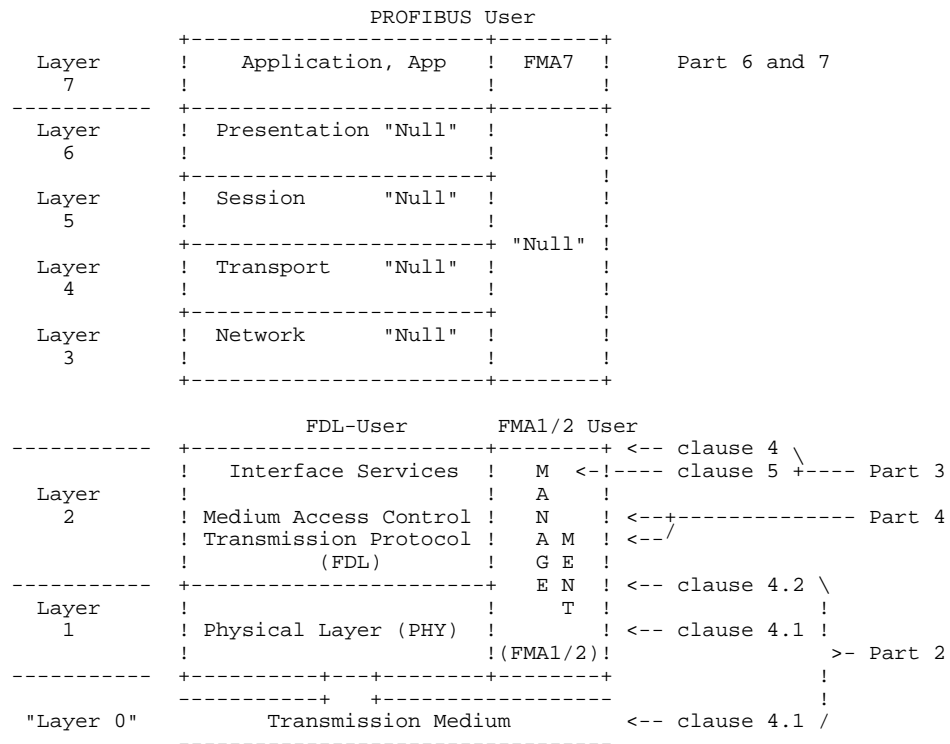 PROFIBUS User
Layer ! Application, App ! FMA7 ! Part 6 and 7
7 ! ! !
Layer ! Presentation "Null" ! !
6 ! ! !
Layer ! Session "Null" ! !
5 ! ! !
"Null" !
Layer ! Transport "Null" ! !
4 ! ! !
Layer ! Network "Null" ! !
3 ! ! !
FDL-User FMA1/2 User
<-- clause 4 \
! Interface Services ! M <-!---- clause 5 +---- Part 3
Layer ! ! A !
2 ! Medium Access Control ! N ! <--+-------------- Part 4
! Transmission Protocol ! A M ! <--/
! (FDL) ! G E !
E N ! <-- clause 4.2 \
Layer ! ! T ! !
1 ! Physical Layer (PHY) ! ! <-- clause 4.1 !
! !(FMA1/2)! >- Part 2
!
!
"Layer 0" Transmission Medium <-- clause 4.1 /